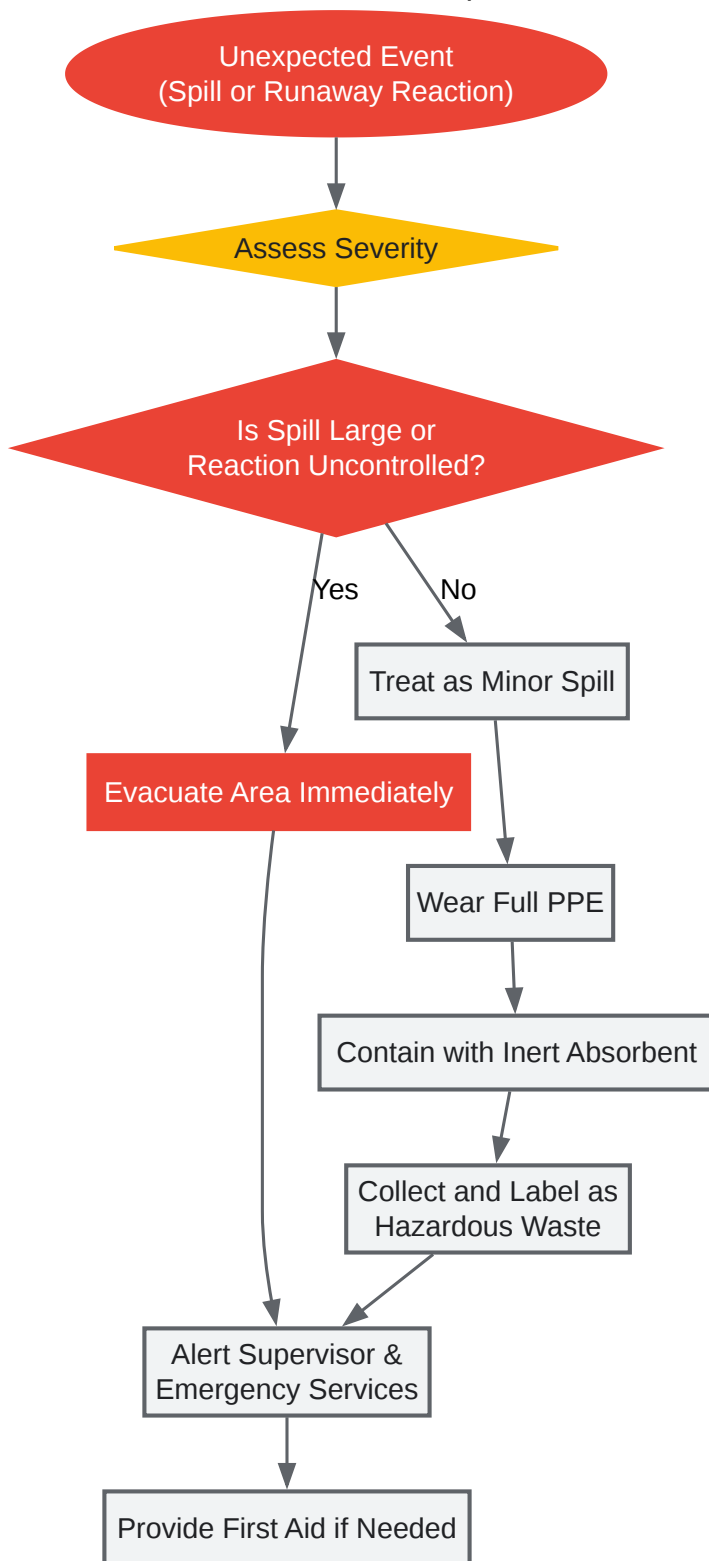 Unexpected Event
(Spill or Runaway Reaction)
Assess Severity
Is Spill Large or
Reaction Uncontrolled?
Yes
No
Treat as Minor Spill
Evacuate Area Immediately
Wear Full PPE
Contain with Inert Absorbent
Collect and Label as
Hazardous Waste
Alert Supervisor &
Emergency Services
Provide First Aid if Needed